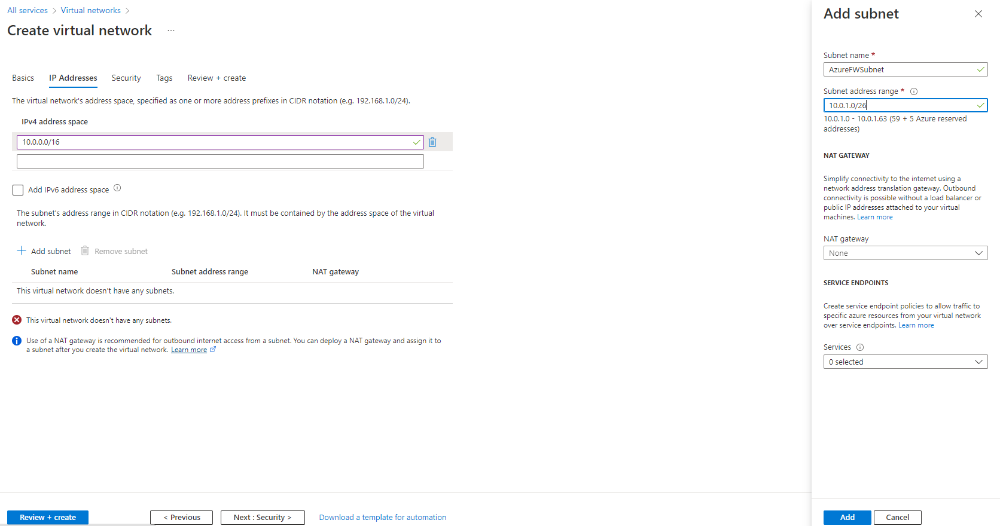 All services > Virtual networks >
Create virtual network ...
Basics IP Addresses Security Tags Review + create
The virtual network's address space, specified as one or more address prefixes in CIDR notation (e.g. 192.168.1.0/24).
IPv4 address space
10.0.0.0/16
Add IPv6 address space
The subnet's address range in CIDR notation (e.g. 192.168.1.0/24). It must be contained by the address space of the virtual
network.
+ Add subnet Remove subnet
Subnet name Subnet address range NAT gateway
This virtual network doesn't have any subnets.
This virtual network doesn't have any subnets.
Use of a NAT gateway is recommended for outbound internet access from a subnet. You can deploy a NAT gateway and assign it to
a subnet after you create the virtual network. Learn more
Review + create < Previous Next : Security > Download a template for automation
Add subnet
Subnet name *
AzureFWSubnet
Subnet address range *
10.0.1.0/26
10.0.1.0 - 10.0.1.63 (59 + 5 Azure reserved
addresses)
NAT GATEWAY
Simplify connectivity to the internet using a
network address translation gateway. Outbound
connectivity is possible without a load balancer or
public IP addresses attached to your virtual
machines. Learn more
NAT gateway
None
SERVICE ENDPOINTS
Create service endpoint policies to allow traffic to
specific azure resources from your virtual network
over service endpoints. Learn more
Services
0 selected
Add Cancel